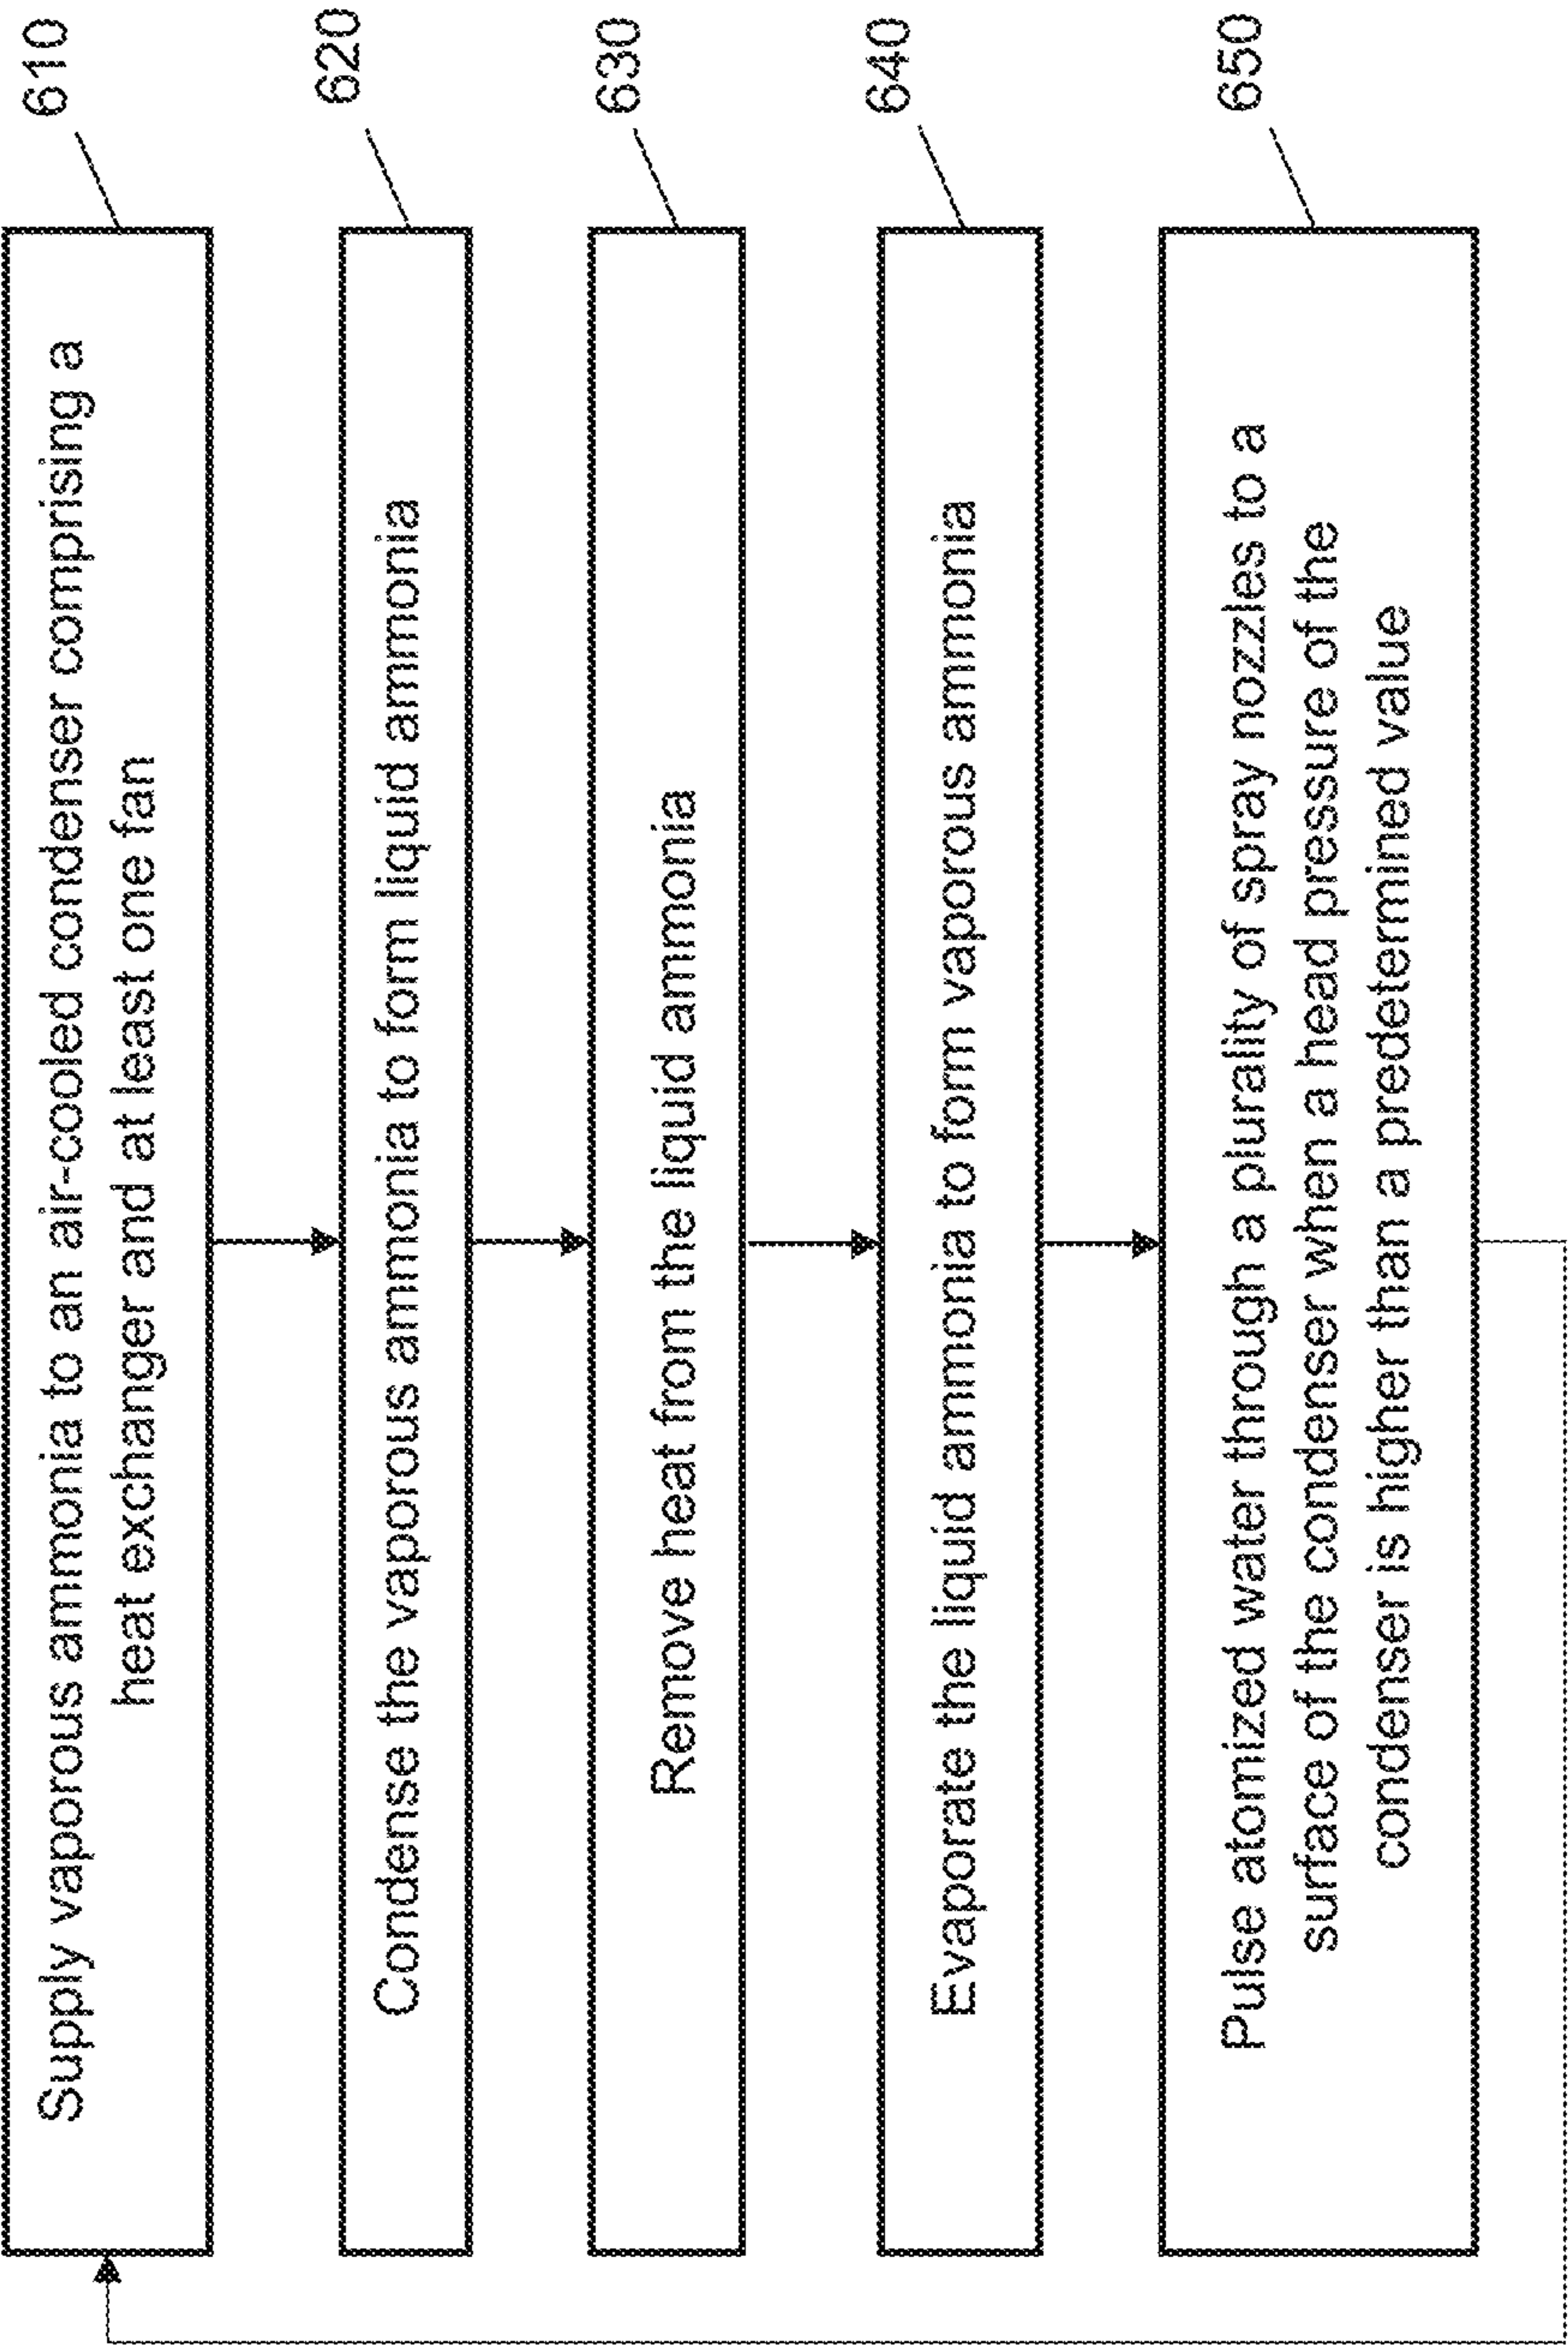 Supply vaporous ammonia to an air-cooled condenser comprising a
heat exchanger and at least one fan
610
Condense the vaporous ammonia to form liquid ammonia
620
Remove heat from the liquid ammonia
630
Evaporate the liquid ammonia to form vaporous ammonia
640
Pulse atomized water through a plurality of spray nozzles to a
surface of the condenser when a head pressure of the
condenser is higher than a predetermined value
650